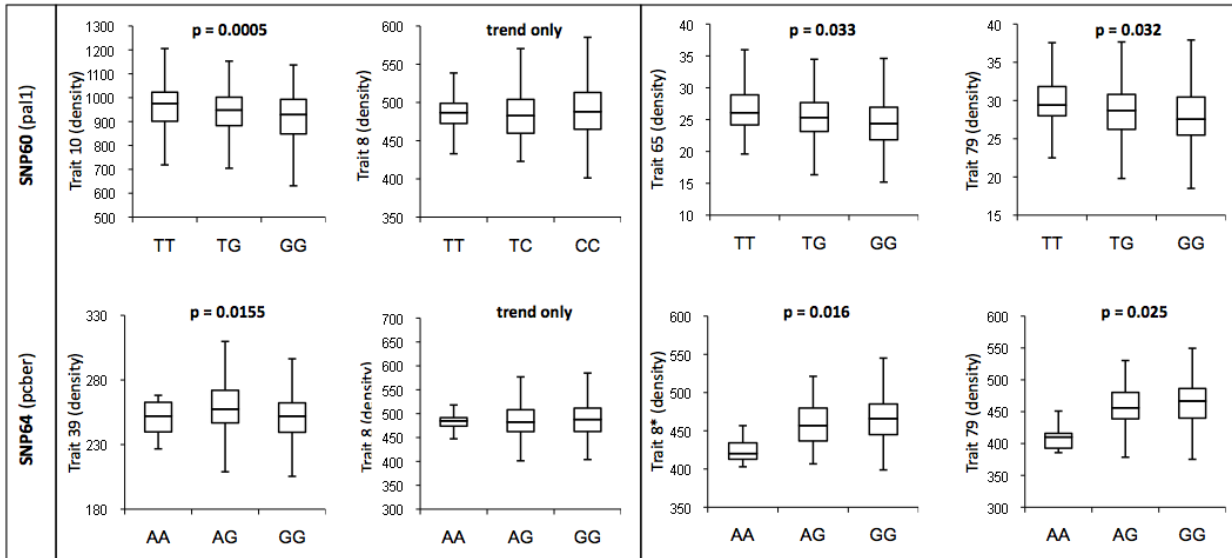 SNP60 (pal1)
p = 0.0005
Trait 10 (density)
1300
1200
1100
1000
900
800
700
600
500
TT TG GG
trend only
Trait 8 (density)
600
550
500
450
400
350
TT TC CC
p = 0.033
Trait 65 (density)
40
35
30
25
20
15
10
TT TG GG
p = 0.032
Trait 79 (density)
40
35
30
25
20
15
TT TG GG
SNP64 (pcber)
p = 0.0155
Trait 39 (density)
330
280
230
180
AA AG GG
trend only
Trait 8 (density)
700
600
500
400
300
AA AG GG
p = 0.016
Trait 8* (density)
600
550
500
450
400
350
AA AG GG
p = 0.025
Trait 79 (density)
600
550
500
450
400
350
300
AA AG GG